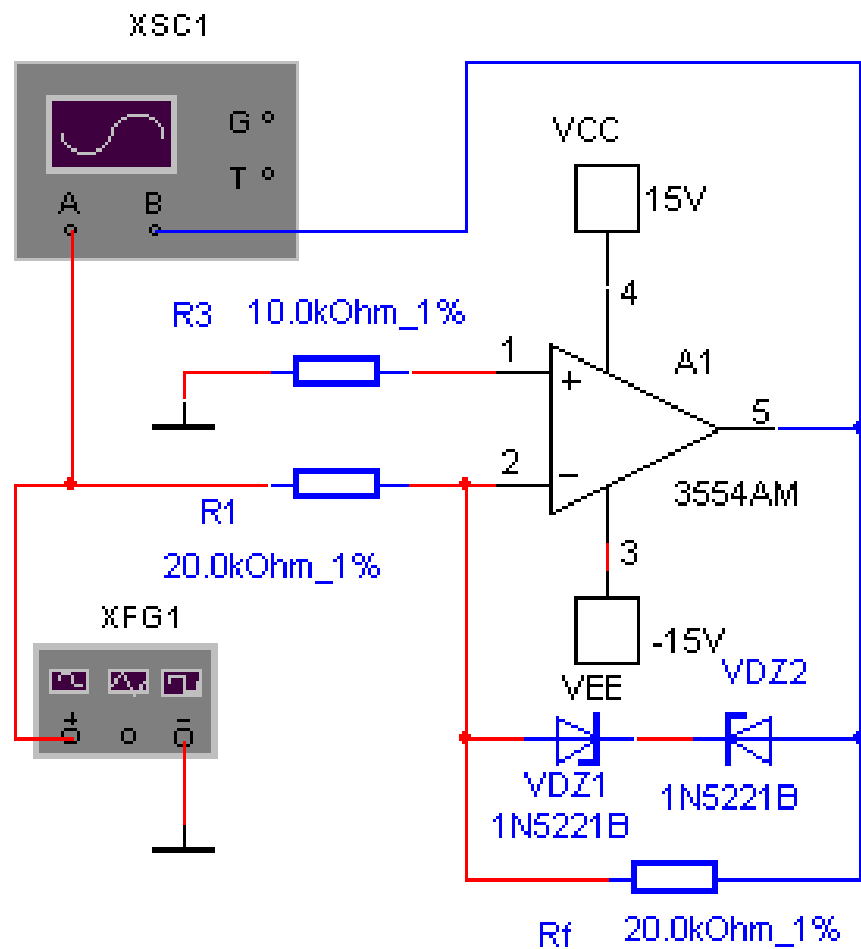 XSC1
G
T
A B
VCC
15V
4
R3 10.0kOhm_1%
1
+
A1
5
2
−
3554AM
R1
20.0kOhm_1%
3
XFG1
-15V
VEE
VDZ2
+ −
VDZ1
1N5221B
1N5221B
Rf 20.0kOhm_1%